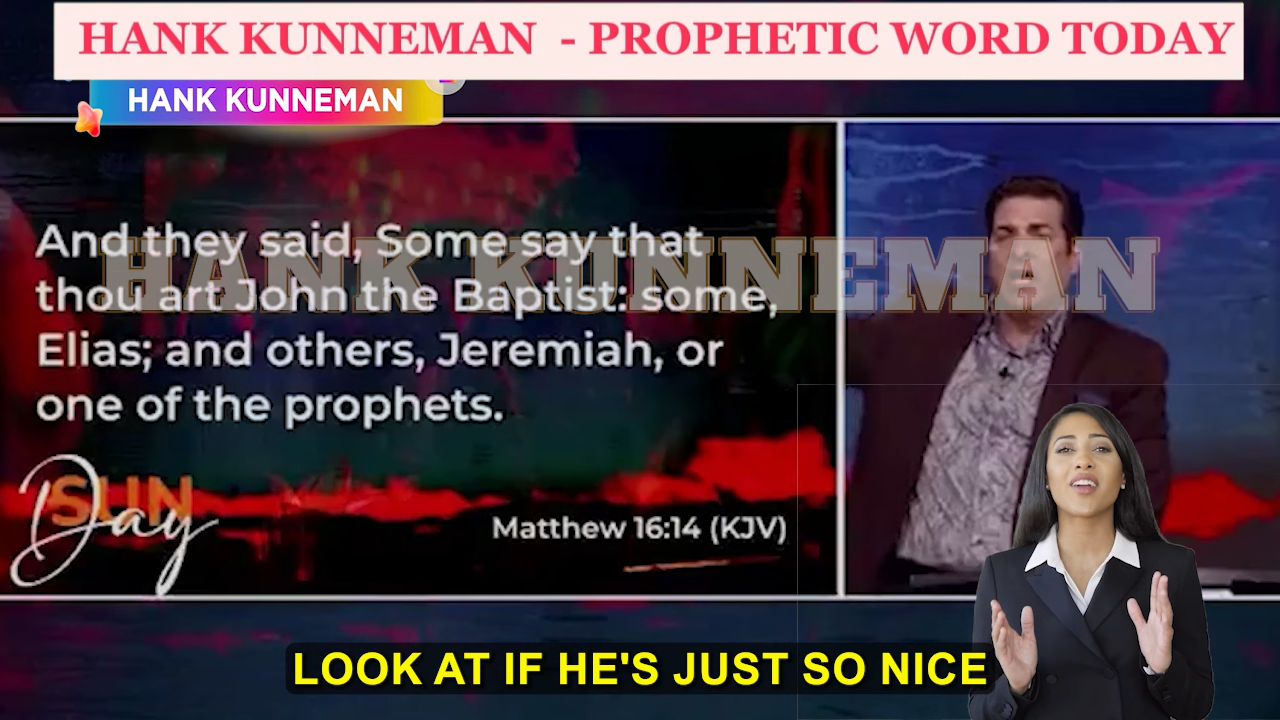 HANK KUNNEMAN - PROPHETIC WORD TODAY
HANK KUNNEMAN
And they said, Some say that
thou art John the Baptist: some,
Elias; and others, Jeremiah, or
one of the prophets.
HANK KUNNEMAN
SUN
Day
Matthew 16:14 (KJV)
LOOK AT IF HE'S JUST SO NICE